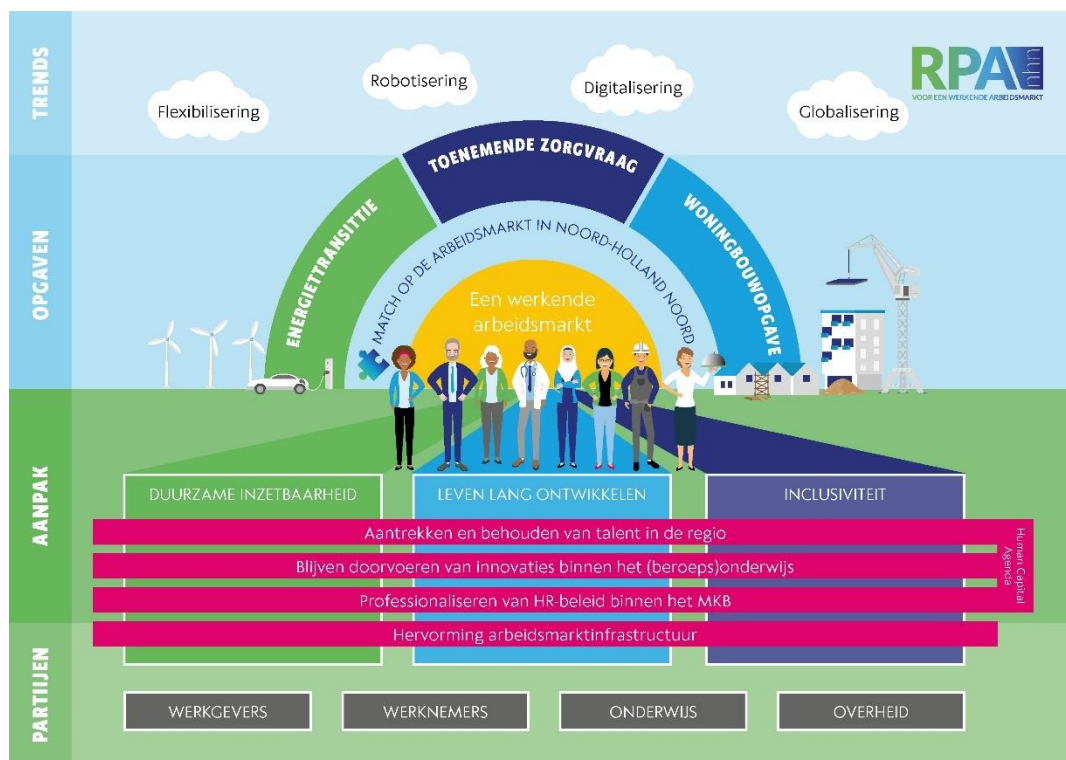 TRENDS
Flexibilisering
Robotisering
Digitalisering
Globalisering
RPA nhn
VOOR EEN WERKENDE ARBEIDSMARKT
OPGAVEN
ENERGIETTRANSITTIE
TOENEMENDE ZORGVRAAG
WONINGBOUWOPGAVE
MATCH OP DE ARBEIDSMARKT IN NOORD-HOLLAND NOORD
Een werkende
arbeidsmarkt
AANPAK
DUURZAME INZETBAARHEID
LEVEN LANG ONTWIKKELEN
INCLUSIVITEIT
Aantrekken en behouden van talent in de regio
Blijven doorvoeren van innovaties binnen het (beroeps)onderwijs
Professionaliseren van HR-beleid binnen het MKB
Human Capital
Agenda
Hervorming arbeidsmarktinfrastructuur
PARTIJEN
WERKGEVERS
WERKNEMERS
ONDERWIJS
OVERHEID